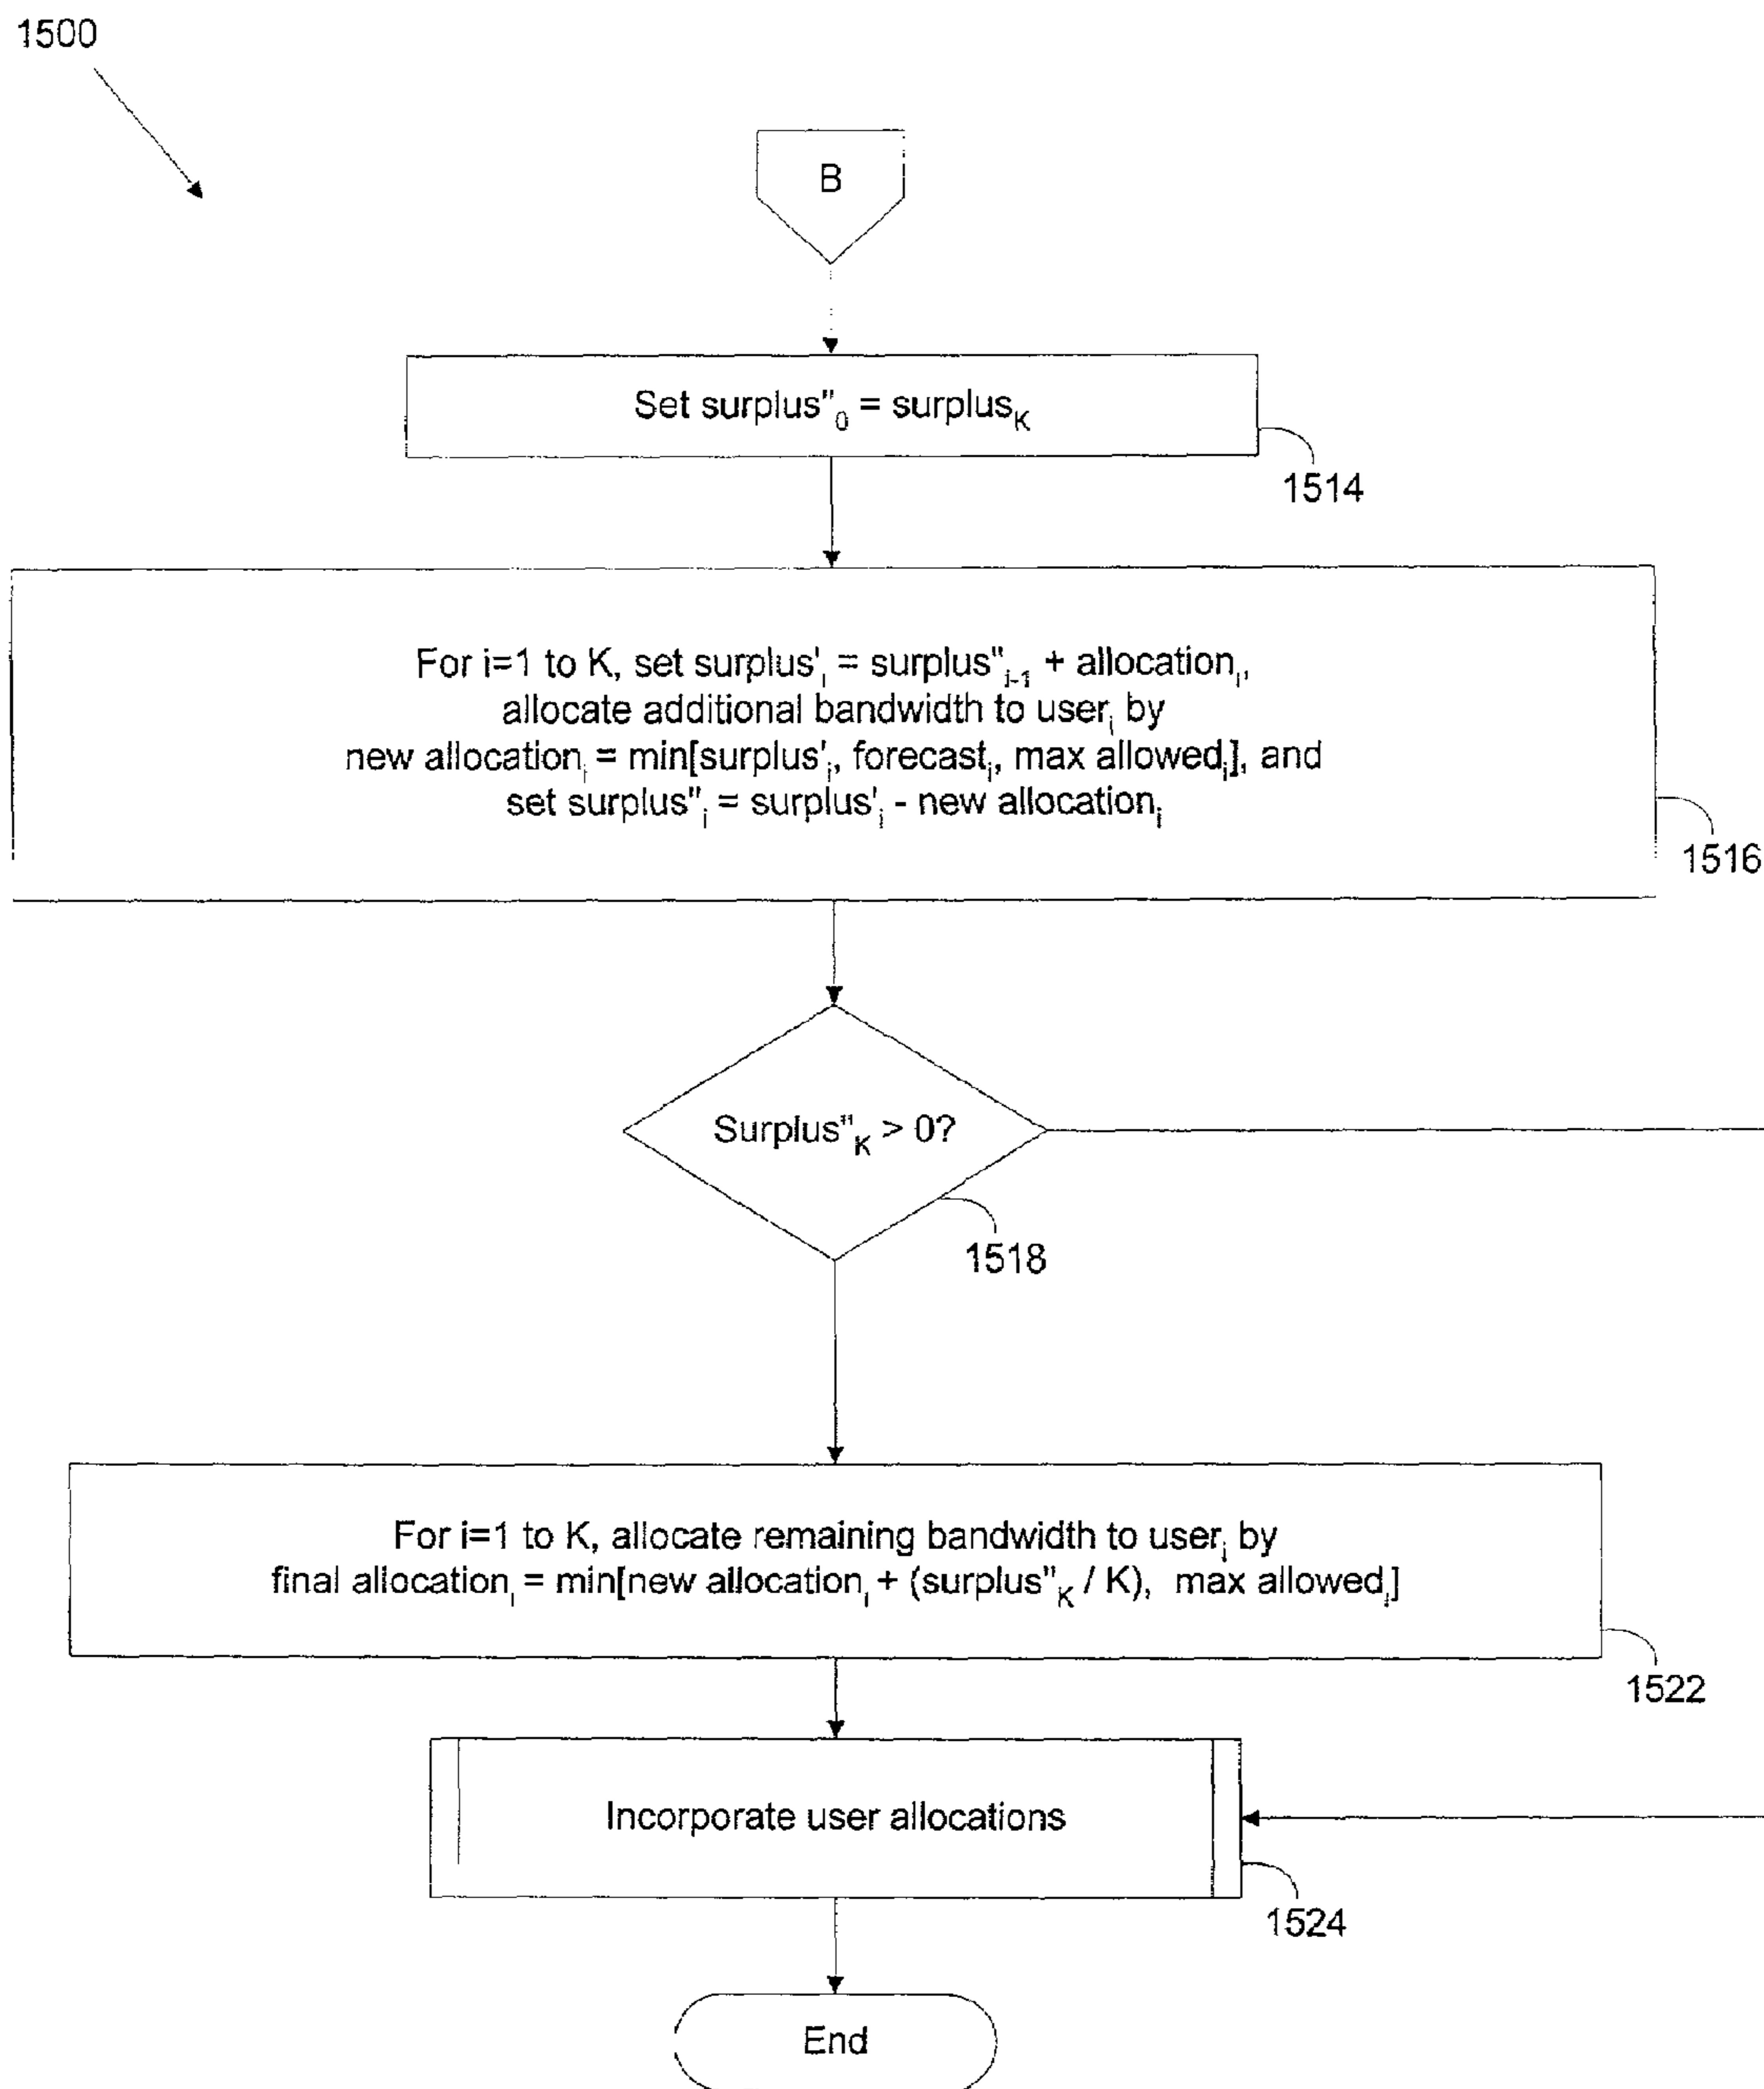 1500
B
Set surplus"₀ = surplus_K
1514
For i=1 to K, set surplus'ᵢ = surplus"ᵢ₋₁ + allocationᵢ,
allocate additional bandwidth to userᵢ by
new allocationᵢ = min[surplus'ᵢ, forecastᵢ, max allowedᵢ], and
set surplus"ᵢ = surplus'ᵢ - new allocationᵢ
1516
Surplus"_K > 0?
1518
For i=1 to K, allocate remaining bandwidth to userᵢ by
final allocationᵢ = min[new allocationᵢ + (surplus"_K / K), max allowedᵢ]
1522
Incorporate user allocations
1524
End